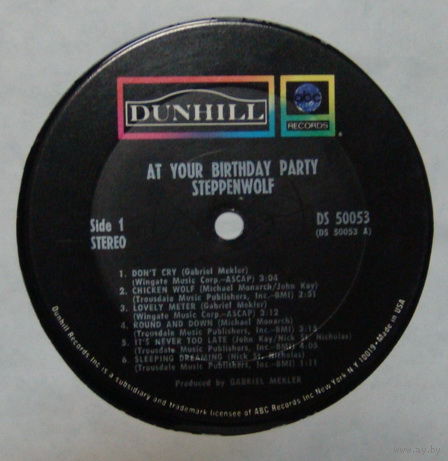 DUNHILL
abc
RECORDS
AT YOUR BIRTHDAY PARTY
STEPPENWOLF
Side 1
STEREO
DS 50053
(DS 50053 A)
1. DON'T CRY (Gabriel Mekler)
(Wingate Music Corp.-ASCAP) 3:04
2. CHICKEN WOLF (Michael Monarch/John Kay)
(Trousdale Music Publishers, Inc.-BMI) 2:51
3. LOVELY METER (Gabriel Mekler)
(Wingate Music Corp.-ASCAP) 3:12
4. ROUND AND DOWN (Michael Monarch)
(Trousdale Music Publishers, Inc.-BMI) 3:15
5. IT'S NEVER TOO LATE (John Kay/Nick St. Nicholas)
(Trousdale Music Publishers, Inc.-BMI) 4:05
6. SLEEPING DREAMING (Nick St. Nicholas)
(Trousdale Music Publishers, Inc.-BMI) 1:11
Produced by GABRIEL MEKLER
Dunhill Records Inc is a subsidiary and trademark licensee of ABC Records Inc New York N Y 10019•Made in USA
www.ay.by